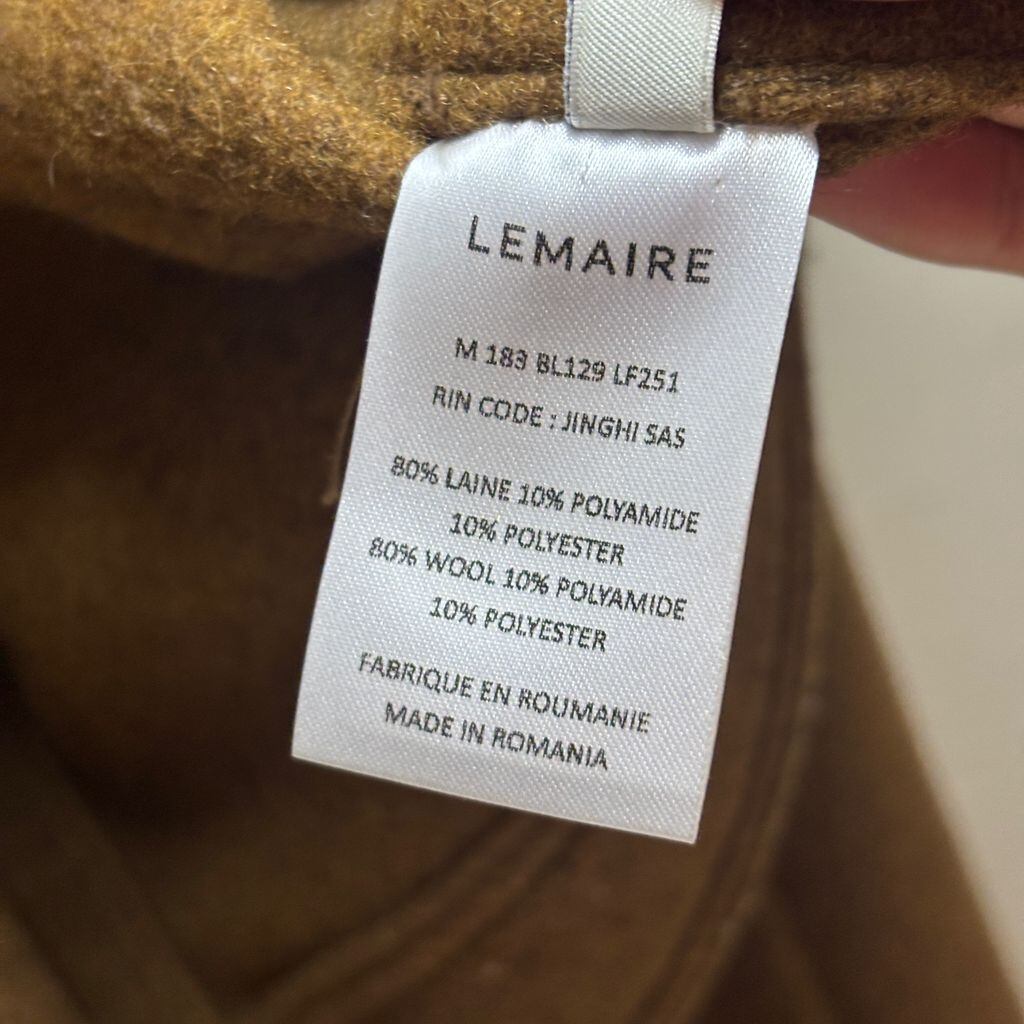 LEMAIRE
M 183 BL129 LF251
RIN CODE : JINGHI SAS
80% LAINE 10% POLYAMIDE
10% POLYESTER
80% WOOL 10% POLYAMIDE
10% POLYESTER
FABRIQUE EN ROUMANIE
MADE IN ROMANIA